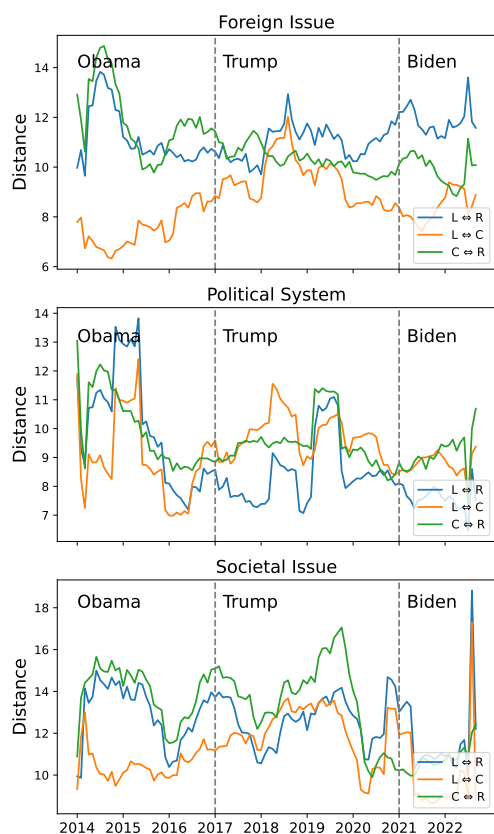 Foreign Issue
Obama Trump Biden
14
12
10
8
6
Distance
L ⇔ R
L ⇔ C
C ⇔ R
Political System
Obama Trump Biden
14
13
12
11
10
9
8
7
Distance
L ⇔ R
L ⇔ C
C ⇔ R
Societal Issue
Obama Trump Biden
18
16
14
12
10
Distance
L ⇔ R
L ⇔ C
C ⇔ R
2014 2015 2016 2017 2018 2019 2020 2021 2022